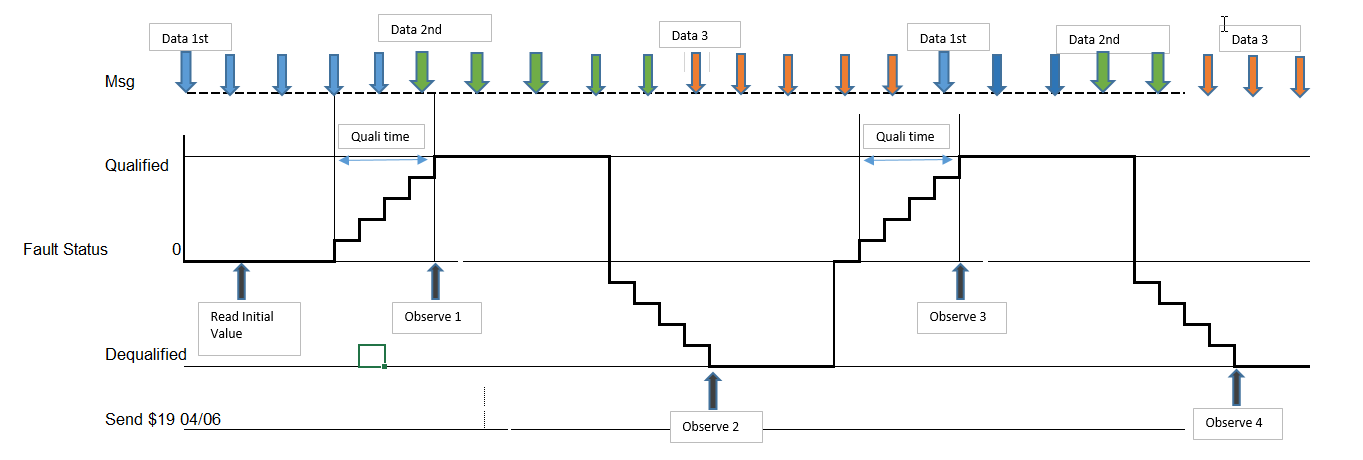 Data 1st
Data 2nd
Data 3
Data 1st
Data 2nd
Data 3
Msg
Quali time
Quali time
Qualified
Fault Status
0
Read Initial
Value
Observe 1
Observe 3
Dequalified
Send $19 04/06
Observe 2
Observe 4